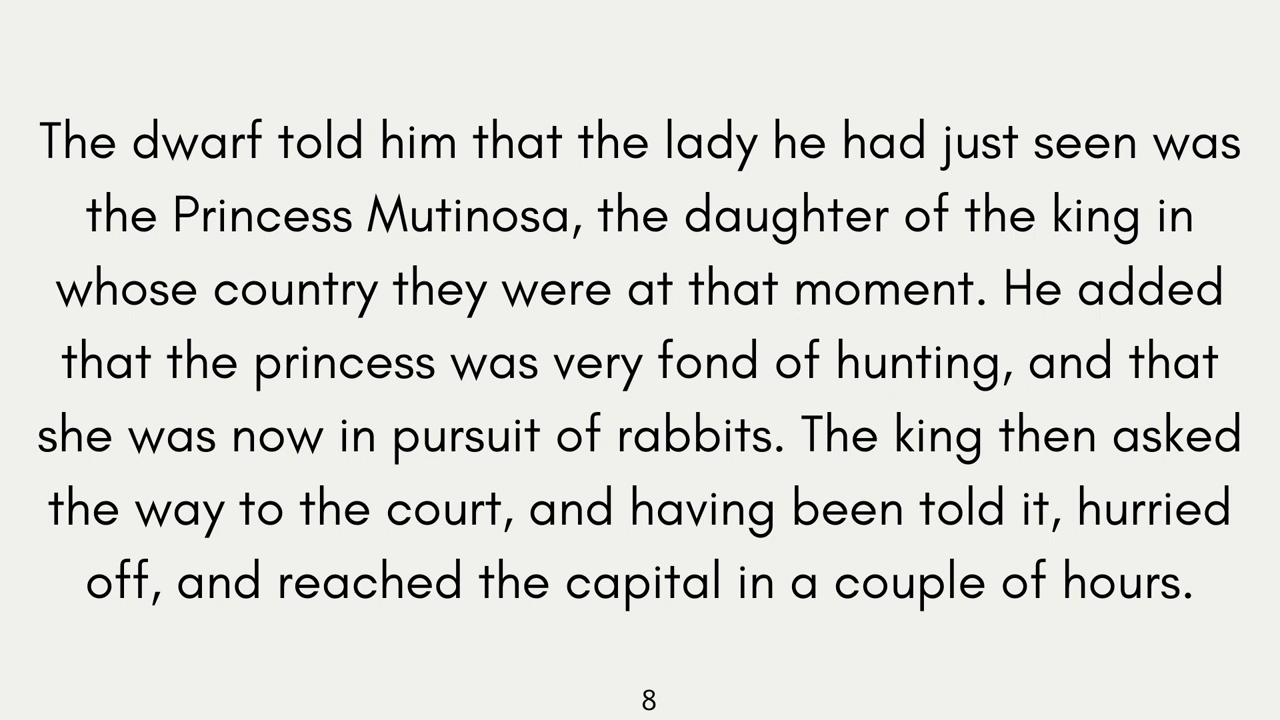 The dwarf told him that the lady he had just seen was
the Princess Mutinosa, the daughter of the king in
whose country they were at that moment. He added
that the princess was very fond of hunting, and that
she was now in pursuit of rabbits. The king then asked
the way to the court, and having been told it, hurried
off, and reached the capital in a couple of hours.
8